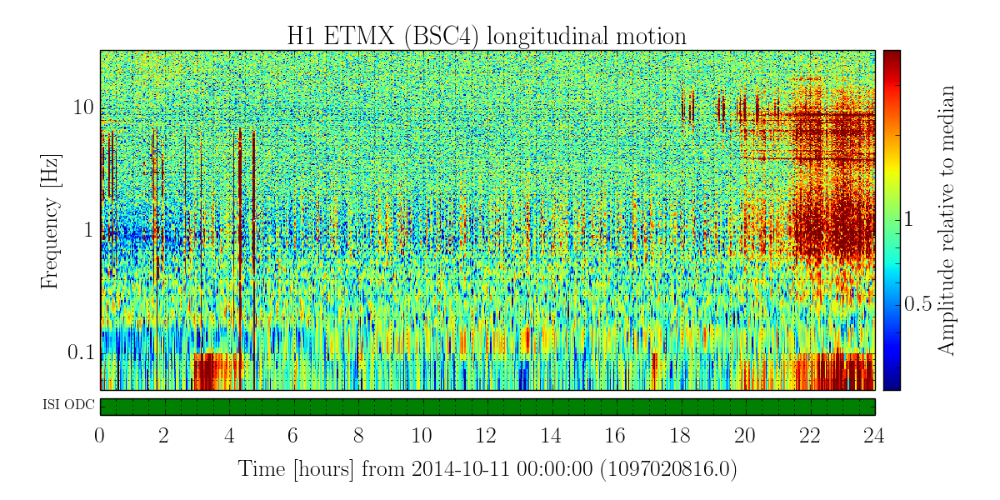 H1 ETMX (BSC4) longitudinal motion
Frequency [Hz]
10
1
0.1
1
0.5
Amplitude relative to median
ISI ODC
0 2 4 6 8 10 12 14 16 18 20 22 24
Time [hours] from 2014-10-11 00:00:00 (1097020816.0)